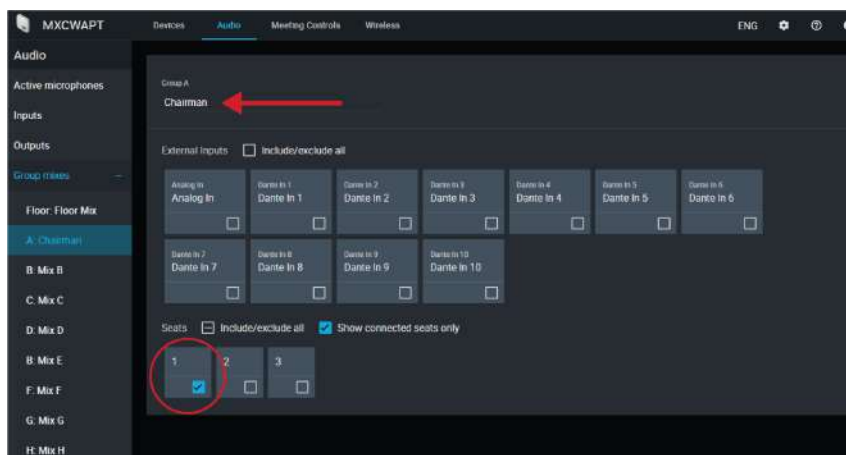 MXCWAPT
Devices Audio Meeting Controls Wireless
ENG
Audio
Active microphones
Inputs
Outputs
Group mixes
Floor: Floor Mix
A: Chairman
B: Mix B
C: Mix C
D: Mix D
B: Mix E
F: Mix F
G: Mix G
H: Mix H
Group A
Chairman
External Inputs Include/exclude all
Analog In Dante In 1 Dante In 2 Dante In 3 Dante In 4 Dante In 5 Dante In 6
Analog In Dante In 1 Dante In 2 Dante In 3 Dante In 4 Dante In 5 Dante In 6
Dante In 7 Dante In 8 Dante In 9 Dante In 10
Dante In 7 Dante In 8 Dante In 9 Dante In 10
Seats Include/exclude all Show connected seats only
1 2 3